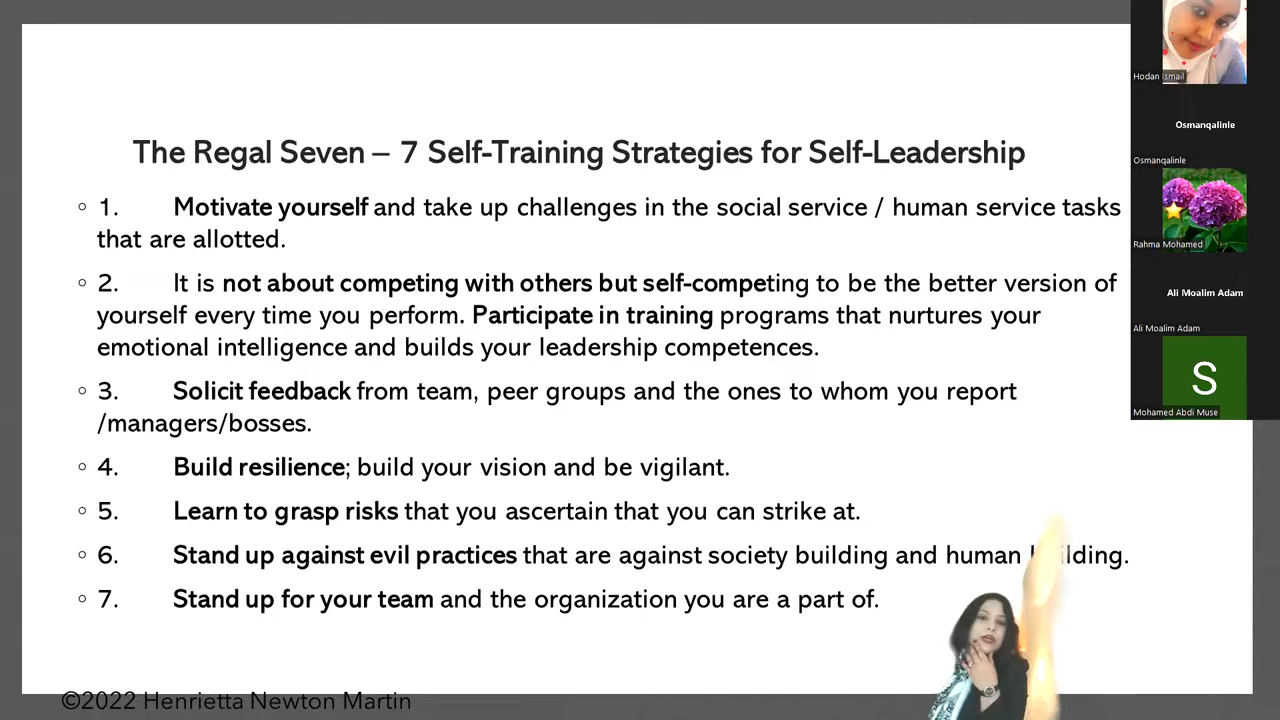 The Regal Seven – 7 Self-Training Strategies for Self-Leadership
1. Motivate yourself and take up challenges in the social service / human service tasks
that are allotted.
2. It is not about competing with others but self-competing to be the better version of
yourself every time you perform. Participate in training programs that nurtures your
emotional intelligence and builds your leadership competences.
3. Solicit feedback from team, peer groups and the ones to whom you report
/managers/bosses.
4. Build resilience; build your vision and be vigilant.
5. Learn to grasp risks that you ascertain that you can strike at.
6. Stand up against evil practices that are against society building and human
7. Stand up for your team and the organization you are a part of.
©2022 Henrietta Newton Martin
Hodan Ismail
Osmanqalinle
Osmanqalinle
Rahma Mohamed
Ali Moalim Adam
Ali Moalim Adam
S
Mohamed Abdi Muse